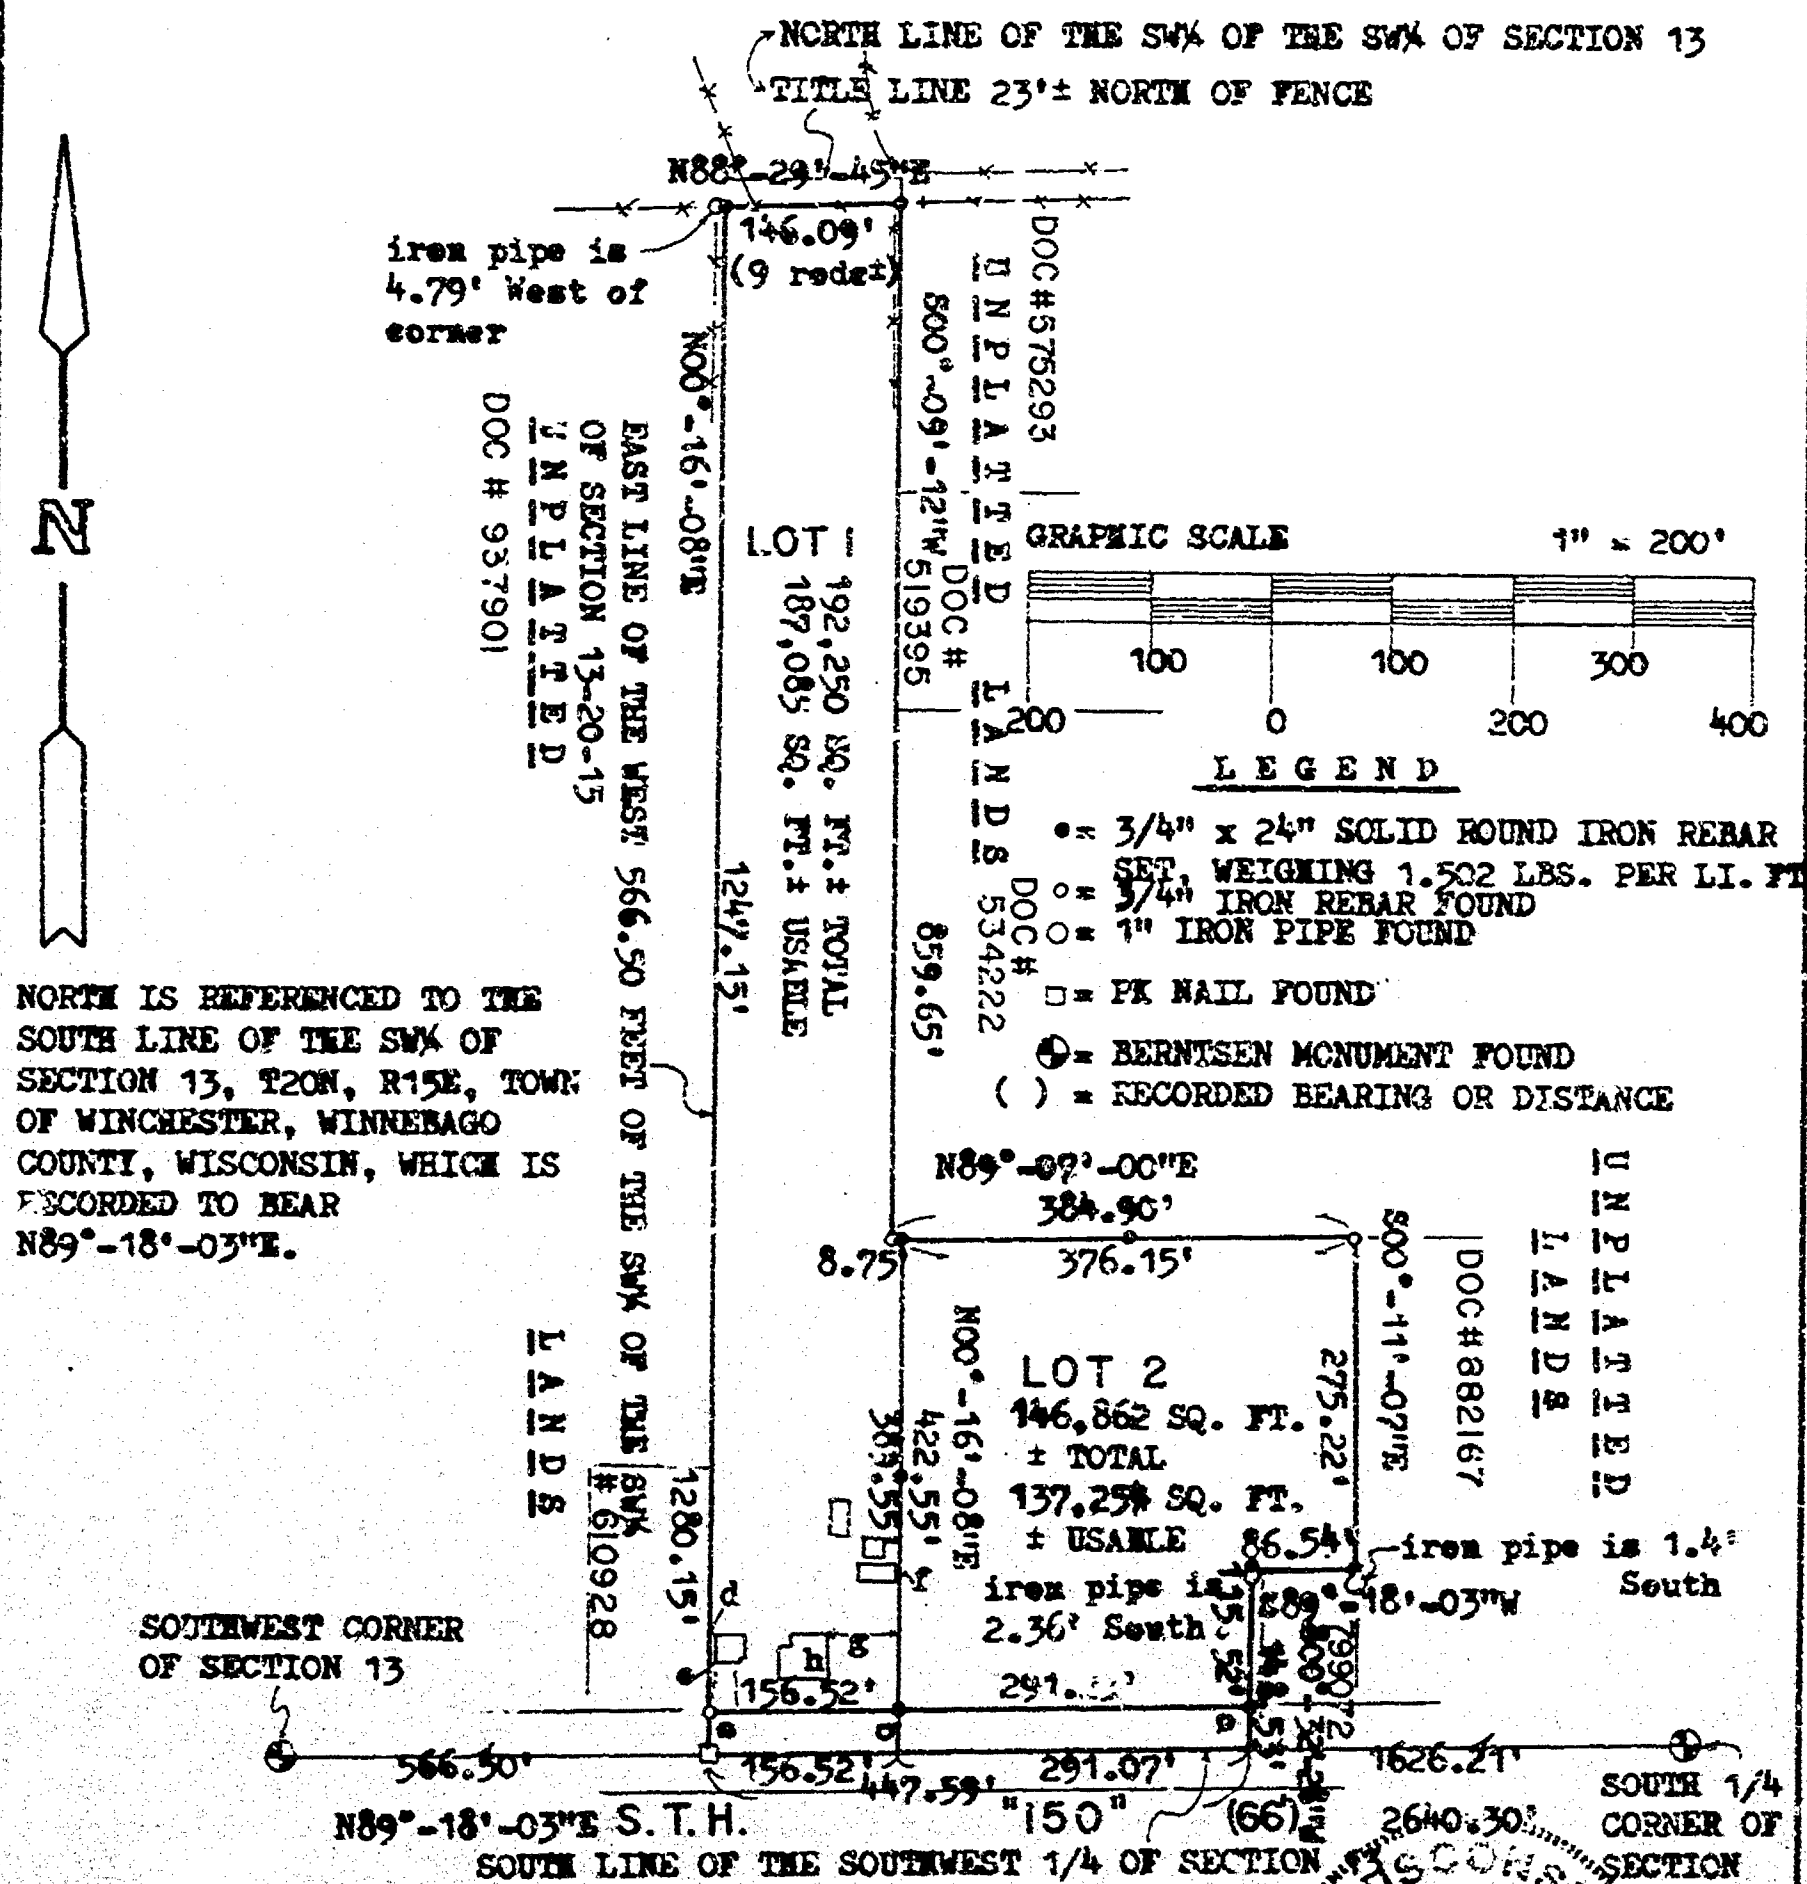 NORTH LINE OF THE SW¼ OF THE SW¼ OF SECTION 13
TITLE LINE 23'± NORTH OF FENCE
N88°-29'-45"E
146.09'
(9 rods±)
iron pipe is
4.79' West of
corner
N00°-16'-08"E
S00°-09'-12"W
UNPLATTED LANDS
DOC#575293
DOC #
519395
DOC #
534222
859.65'
DOC # 937901
UNPLATTED
LANDS
EAST LINE OF THE WEST 566.50 FEET OF THE SW¼ OF THE SW¼
OF SECTION 13-20-15
LOT 1
192,250 SQ. FT.± TOTAL
187,085 SQ. FT.± USABLE
1247.15'
1280.15'
# 610928
N
GRAPHIC SCALE 1" = 200'
100 100 300
200 0 200 400
LEGEND
= 3/4" x 24" SOLID ROUND IRON REBAR
SET, WEIGHING 1.502 LBS. PER LI. FT
= 3/4" IRON REBAR FOUND
= 1" IRON PIPE FOUND
= PK NAIL FOUND
= BERNTSEN MONUMENT FOUND
( ) = RECORDED BEARING OR DISTANCE
NORTH IS REFERENCED TO THE
SOUTH LINE OF THE SW¼ OF
SECTION 13, T20N, R15E, TOWN
OF WINCHESTER, WINNEBAGO
COUNTY, WISCONSIN, WHICH IS
RECORDED TO BEAR
N89°-18'-03"E.
N89°-07'-00"E
384.90'
8.75'
376.15'
S00°-11'-07"E
275.22'
DOC#882167
UNPLATTED
LANDS
N00°-16'-08"E
422.55'
389.55'
LOT 2
146,862 SQ. FT.
± TOTAL
SQ. FT.
± USABLE
86.54'
iron pipe is 1.4'
South
S89°-18'-03"W
iron pipe is
2.36' South
799072
d
f
g
h
e
SOUTHWEST CORNER
OF SECTION 13
156.52'
b
566.50'
156.52'
291.07'
1626.21'
447.59'
N89°-18'-03"E S.T.H. "150" (66')
2640.30'
SOUTH 1/4
CORNER OF
SECTION
SOUTH LINE OF THE SOUTHWEST 1/4 OF SECTION 13